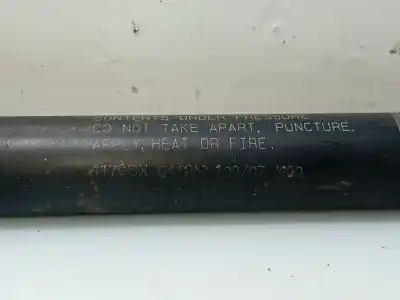 CONTENTS UNDER PRESSURE
DO NOT TAKE APART, PUNCTURE,
APPLY HEAT OR FIRE.